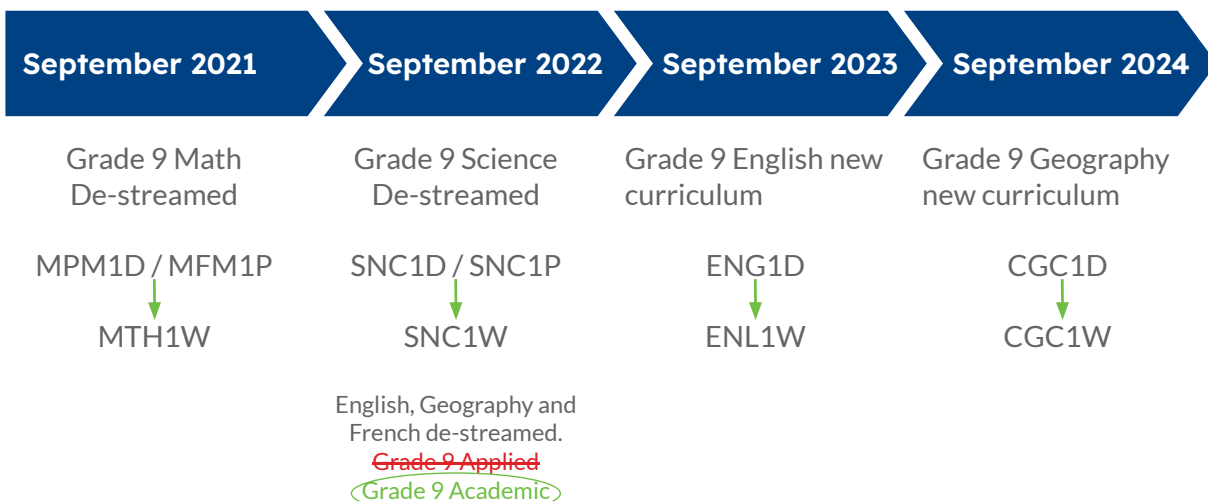 September 2021
September 2022
September 2023
September 2024
Grade 9 Math
De-streamed
MPM1D / MFM1P
MTH1W
Grade 9 Science
De-streamed
SNC1D / SNC1P
SNC1W
English, Geography and
French de-streamed.
Grade 9 Applied
Grade 9 Academic
Grade 9 English new
curriculum
ENG1D
ENL1W
Grade 9 Geography
new curriculum
CGC1D
CGC1W